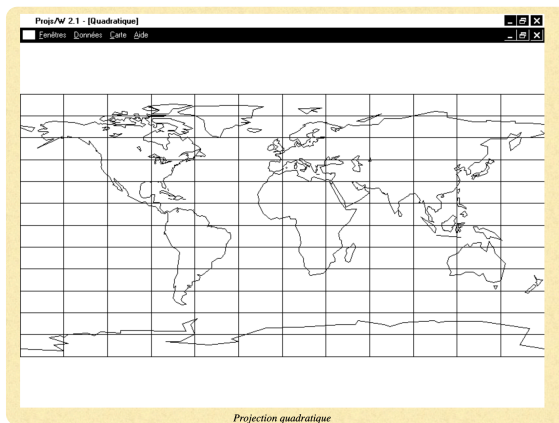 Projs/W 2.1 - [Quadratique]
Fenêtres Données Carte Aide
Projection quadratique